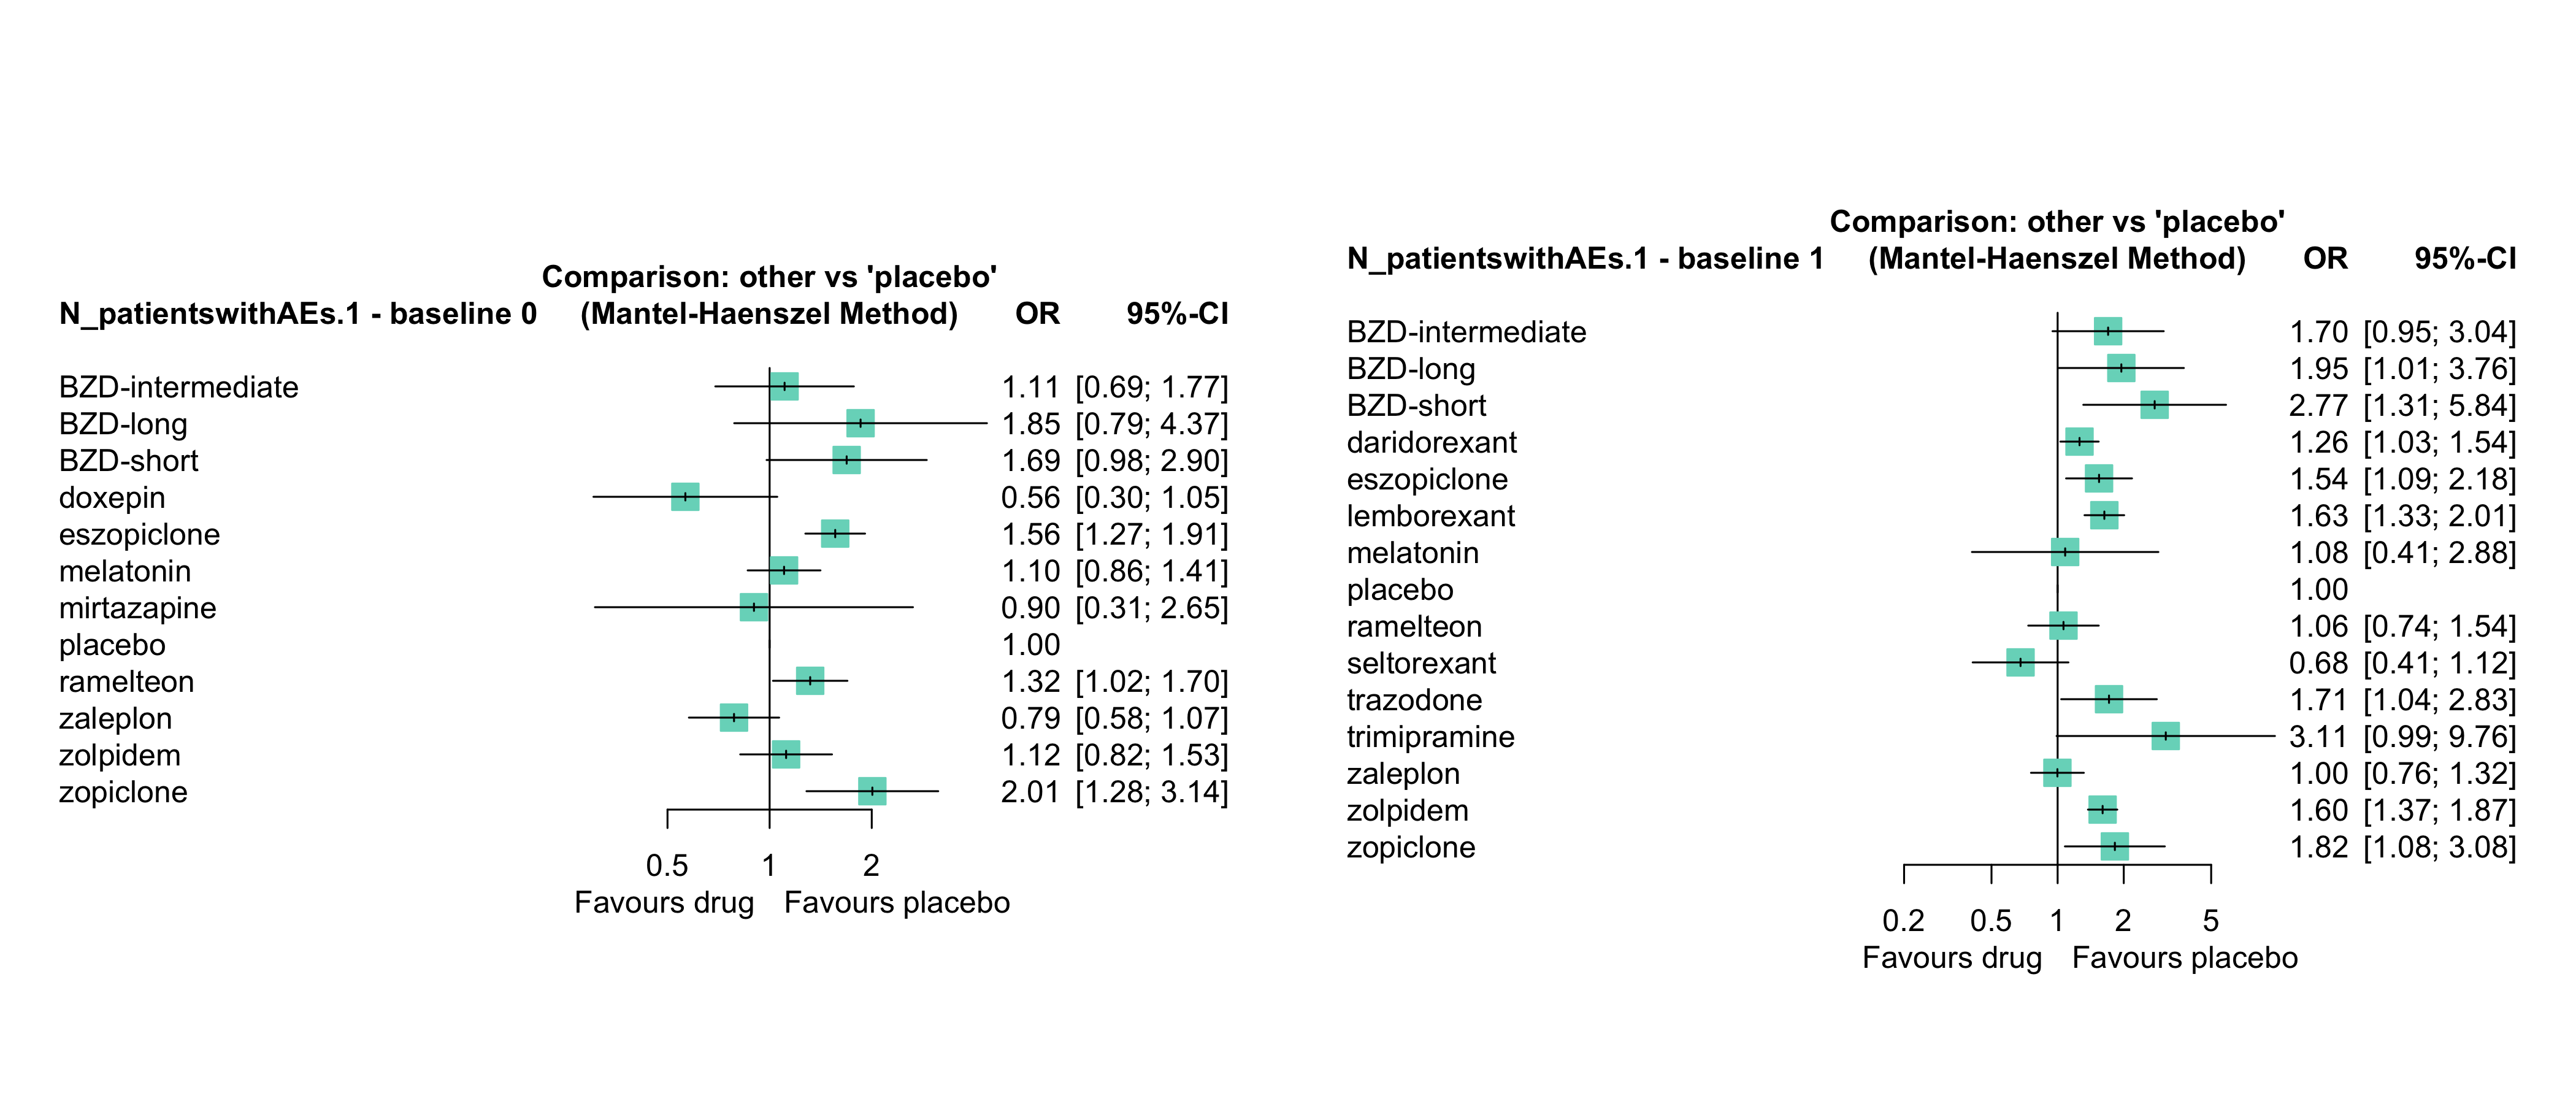 Comparison: other vs 'placebo'
N_patientswithAEs.1 - baseline 0 (Mantel-Haenszel Method) OR 95%-CI
BZD-intermediate 1.11 [0.69; 1.77]
BZD-long 1.85 [0.79; 4.37]
BZD-short 1.69 [0.98; 2.90]
doxepin 0.56 [0.30; 1.05]
eszopiclone 1.56 [1.27; 1.91]
melatonin 1.10 [0.86; 1.41]
mirtazapine 0.90 [0.31; 2.65]
placebo 1.00
ramelteon 1.32 [1.02; 1.70]
zaleplon 0.79 [0.58; 1.07]
zolpidem 1.12 [0.82; 1.53]
zopiclone 2.01 [1.28; 3.14]
0.5 1 2
Favours drug Favours placebo
Comparison: other vs 'placebo'
N_patientswithAEs.1 - baseline 1 (Mantel-Haenszel Method) OR 95%-CI
BZD-intermediate 1.70 [0.95; 3.04]
BZD-long 1.95 [1.01; 3.76]
BZD-short 2.77 [1.31; 5.84]
daridorexant 1.26 [1.03; 1.54]
eszopiclone 1.54 [1.09; 2.18]
lemborexant 1.63 [1.33; 2.01]
melatonin 1.08 [0.41; 2.88]
placebo 1.00
ramelteon 1.06 [0.74; 1.54]
seltorexant 0.68 [0.41; 1.12]
trazodone 1.71 [1.04; 2.83]
trimipramine 3.11 [0.99; 9.76]
zaleplon 1.00 [0.76; 1.32]
zolpidem 1.60 [1.37; 1.87]
zopiclone 1.82 [1.08; 3.08]
0.2 0.5 1 2 5
Favours drug Favours placebo